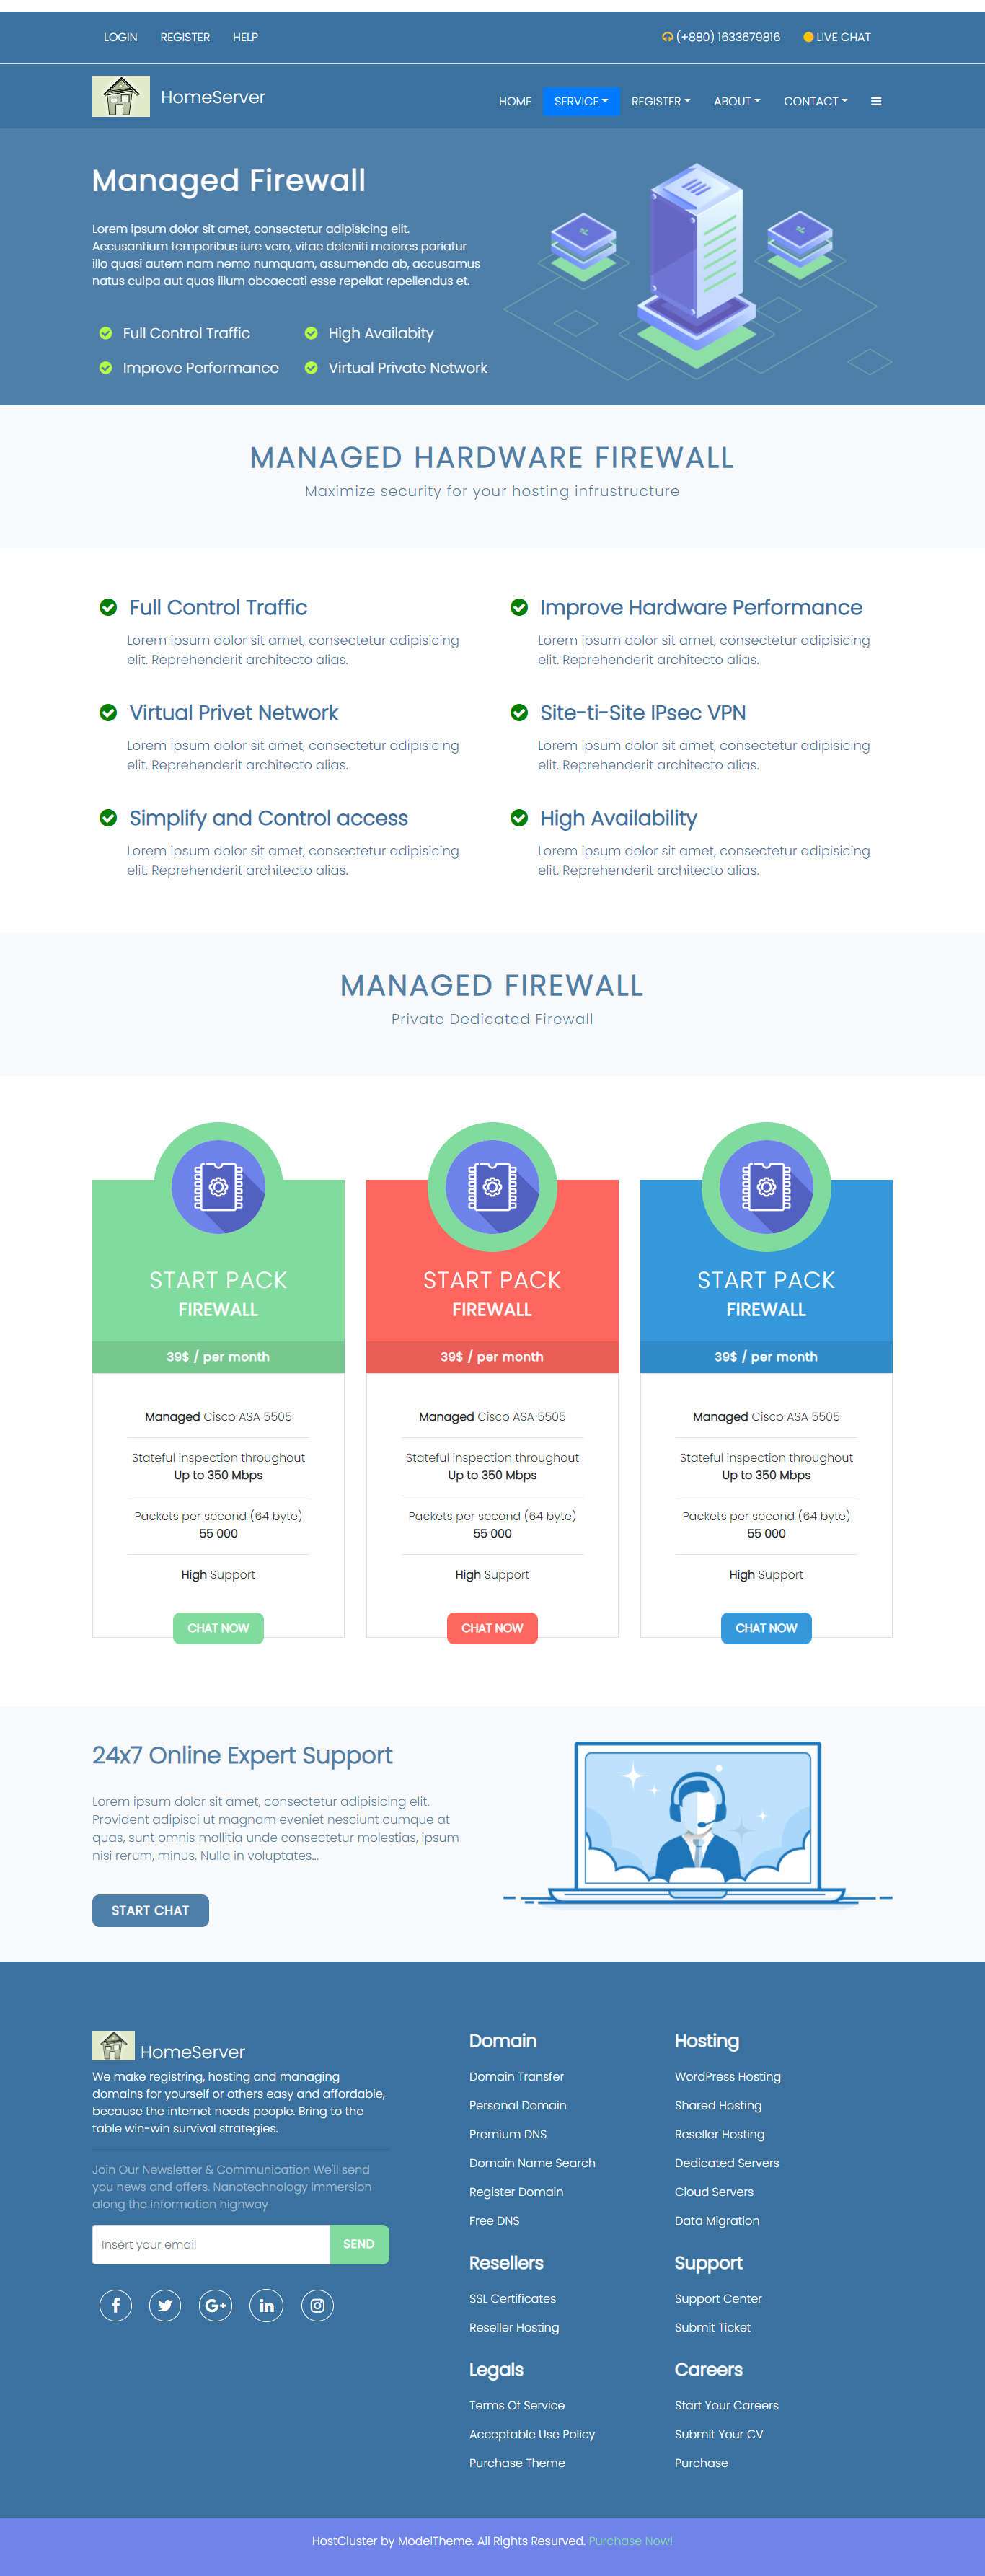 LOGIN REGISTER HELP (+880) 1633679816 LIVE CHAT
HomeServer HOME SERVICE REGISTER ABOUT CONTACT
Managed Firewall
Lorem ipsum dolor sit amet, consectetur adipisicing elit.
Accusantium temporibus iure vero, vitae deleniti maiores pariatur
illo quasi autem nam nemo numquam, assumenda ab, accusamus
natus culpa aut quas illum obcaecati esse repellat repellendus et.
Full Control Traffic High Availabity
Improve Performance Virtual Private Network
MANAGED HARDWARE FIREWALL
Maximize security for your hosting infrustructure
Full Control Traffic
Lorem ipsum dolor sit amet, consectetur adipisicing
elit. Reprehenderit architecto alias.
Improve Hardware Performance
Lorem ipsum dolor sit amet, consectetur adipisicing
elit. Reprehenderit architecto alias.
Virtual Privet Network
Lorem ipsum dolor sit amet, consectetur adipisicing
elit. Reprehenderit architecto alias.
Site-ti-Site IPsec VPN
Lorem ipsum dolor sit amet, consectetur adipisicing
elit. Reprehenderit architecto alias.
Simplify and Control access
Lorem ipsum dolor sit amet, consectetur adipisicing
elit. Reprehenderit architecto alias.
High Availability
Lorem ipsum dolor sit amet, consectetur adipisicing
elit. Reprehenderit architecto alias.
MANAGED FIREWALL
Private Dedicated Firewall
START PACK
FIREWALL
39$ / per month
Managed Cisco ASA 5505
Stateful inspection throughout
Up to 350 Mbps
Packets per second (64 byte)
55 000
High Support
CHAT NOW
START PACK
FIREWALL
39$ / per month
Managed Cisco ASA 5505
Stateful inspection throughout
Up to 350 Mbps
Packets per second (64 byte)
55 000
High Support
CHAT NOW
START PACK
FIREWALL
39$ / per month
Managed Cisco ASA 5505
Stateful inspection throughout
Up to 350 Mbps
Packets per second (64 byte)
55 000
High Support
CHAT NOW
24x7 Online Expert Support
Lorem ipsum dolor sit amet, consectetur adipisicing elit.
Provident adipisci ut magnam eveniet nesciunt cumque at
quas, sunt omnis mollitia unde consectetur molestias, ipsum
nisi rerum, minus. Nulla in voluptates...
START CHAT
HomeServer
We make registring, hosting and managing
domains for yourself or others easy and affordable,
because the internet needs people. Bring to the
table win-win survival strategies.
Join Our Newsletter & Communication We'll send
you news and offers. Nanotechnology immersion
along the information highway
Insert your email SEND
Domain
Domain Transfer
Personal Domain
Premium DNS
Domain Name Search
Register Domain
Free DNS
Hosting
WordPress Hosting
Shared Hosting
Reseller Hosting
Dedicated Servers
Cloud Servers
Data Migration
Resellers
SSL Certificates
Reseller Hosting
Support
Support Center
Submit Ticket
Legals
Terms Of Service
Acceptable Use Policy
Purchase Theme
Careers
Start Your Careers
Submit Your CV
Purchase
HostCluster by ModelTheme. All Rights Resurved. Purchase Now!